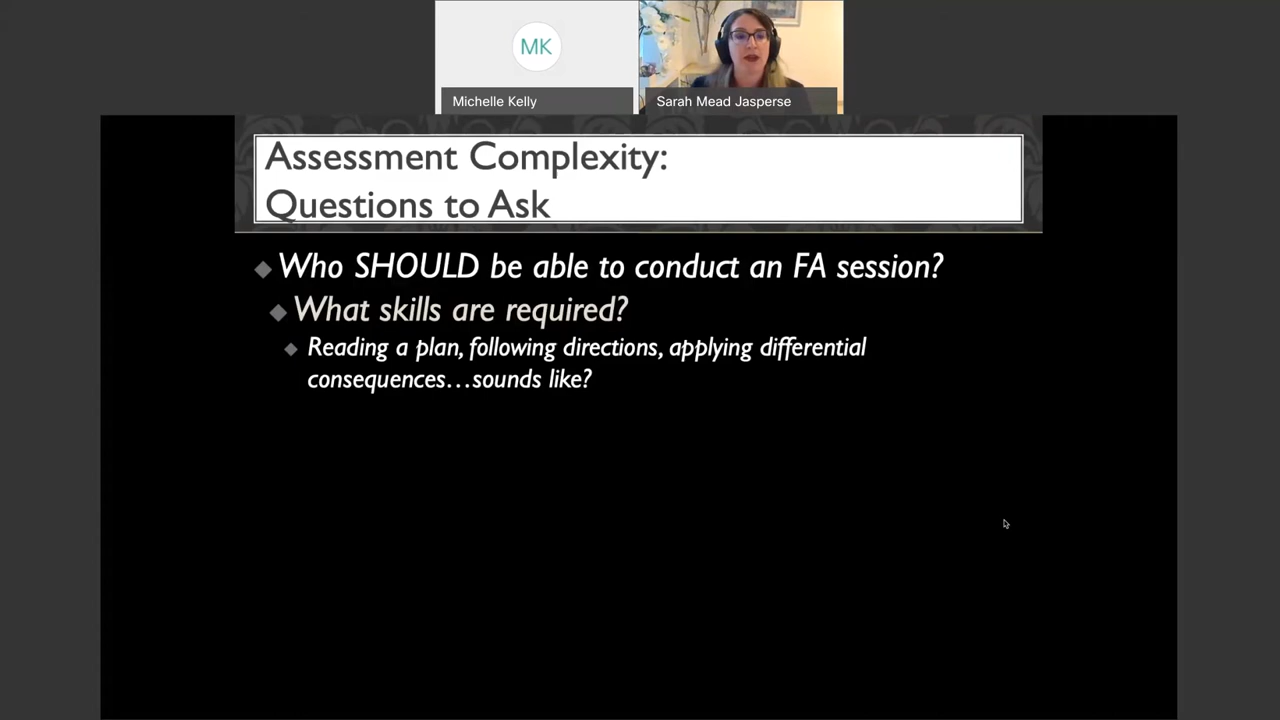 MK
Michelle Kelly
Sarah Mead Jasperse
Assessment Complexity:
Questions to Ask
Who SHOULD be able to conduct an FA session?
What skills are required?
Reading a plan, following directions, applying differential
consequences…sounds like?